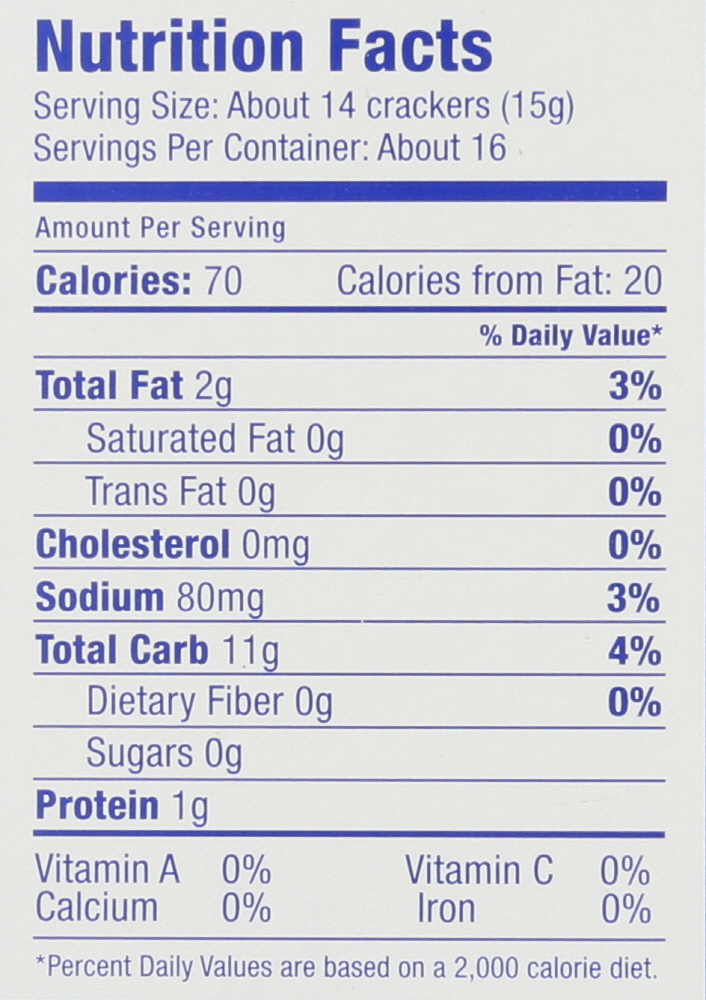 Nutrition Facts
Serving Size: About 14 crackers (15g)
Servings Per Container: About 16
Amount Per Serving
Calories: 70 Calories from Fat: 20
% Daily Value*
Total Fat 2g 3%
Saturated Fat 0g 0%
Trans Fat 0g 0%
Cholesterol 0mg 0%
Sodium 80mg 3%
Total Carb 11g 4%
Dietary Fiber 0g 0%
Sugars 0g
Protein 1g
Vitamin A 0% Vitamin C 0%
Calcium 0% Iron 0%
*Percent Daily Values are based on a 2,000 calorie diet.